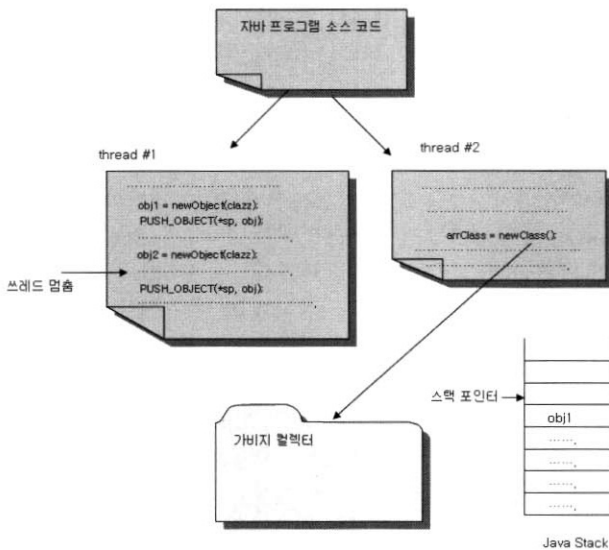 자바 프로그램 소스 코드
thread #1
thread #2
obj1 = newObject(clazz);
PUSH_OBJECT(*sp, obj);
obj2 = newObject(clazz);
PUSH_OBJECT(*sp, obj);
arrClass = newClass();
쓰레드 멈춤
스택 포인터
obj1
가비지 컬렉터
Java Stack